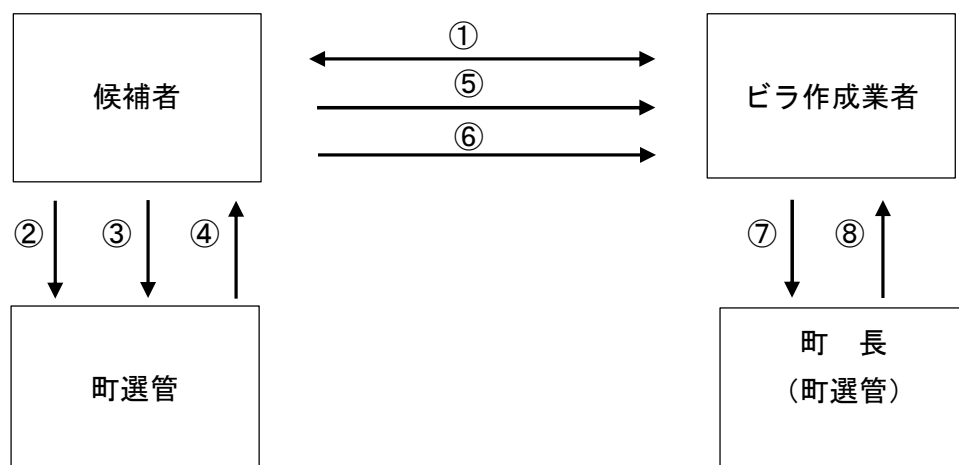 ①
候補者
⑤
ビラ作成業者
⑥
②
③
④
⑦
⑧
町選管
町　長
（町選管）